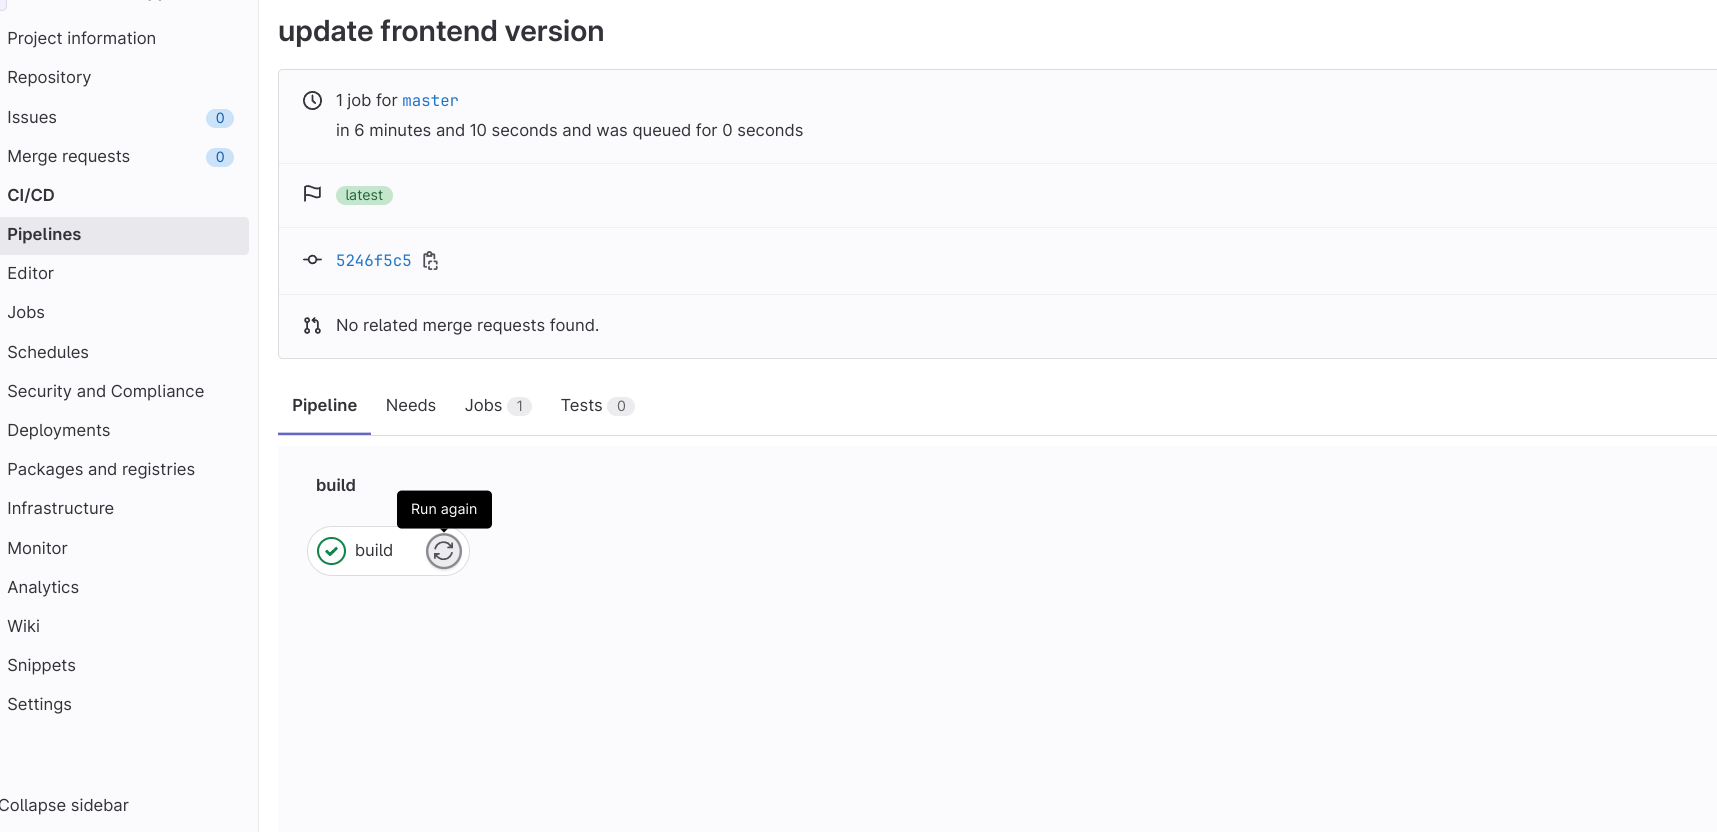 Project information
Repository
Issues 0
Merge requests 0
CI/CD
Pipelines
Editor
Jobs
Schedules
Security and Compliance
Deployments
Packages and registries
Infrastructure
Monitor
Analytics
Wiki
Snippets
Settings
Collapse sidebar
update frontend version
1 job for master
in 6 minutes and 10 seconds and was queued for 0 seconds
latest
5246f5c5
No related merge requests found.
Pipeline Needs Jobs 1 Tests 0
build
Run again
build